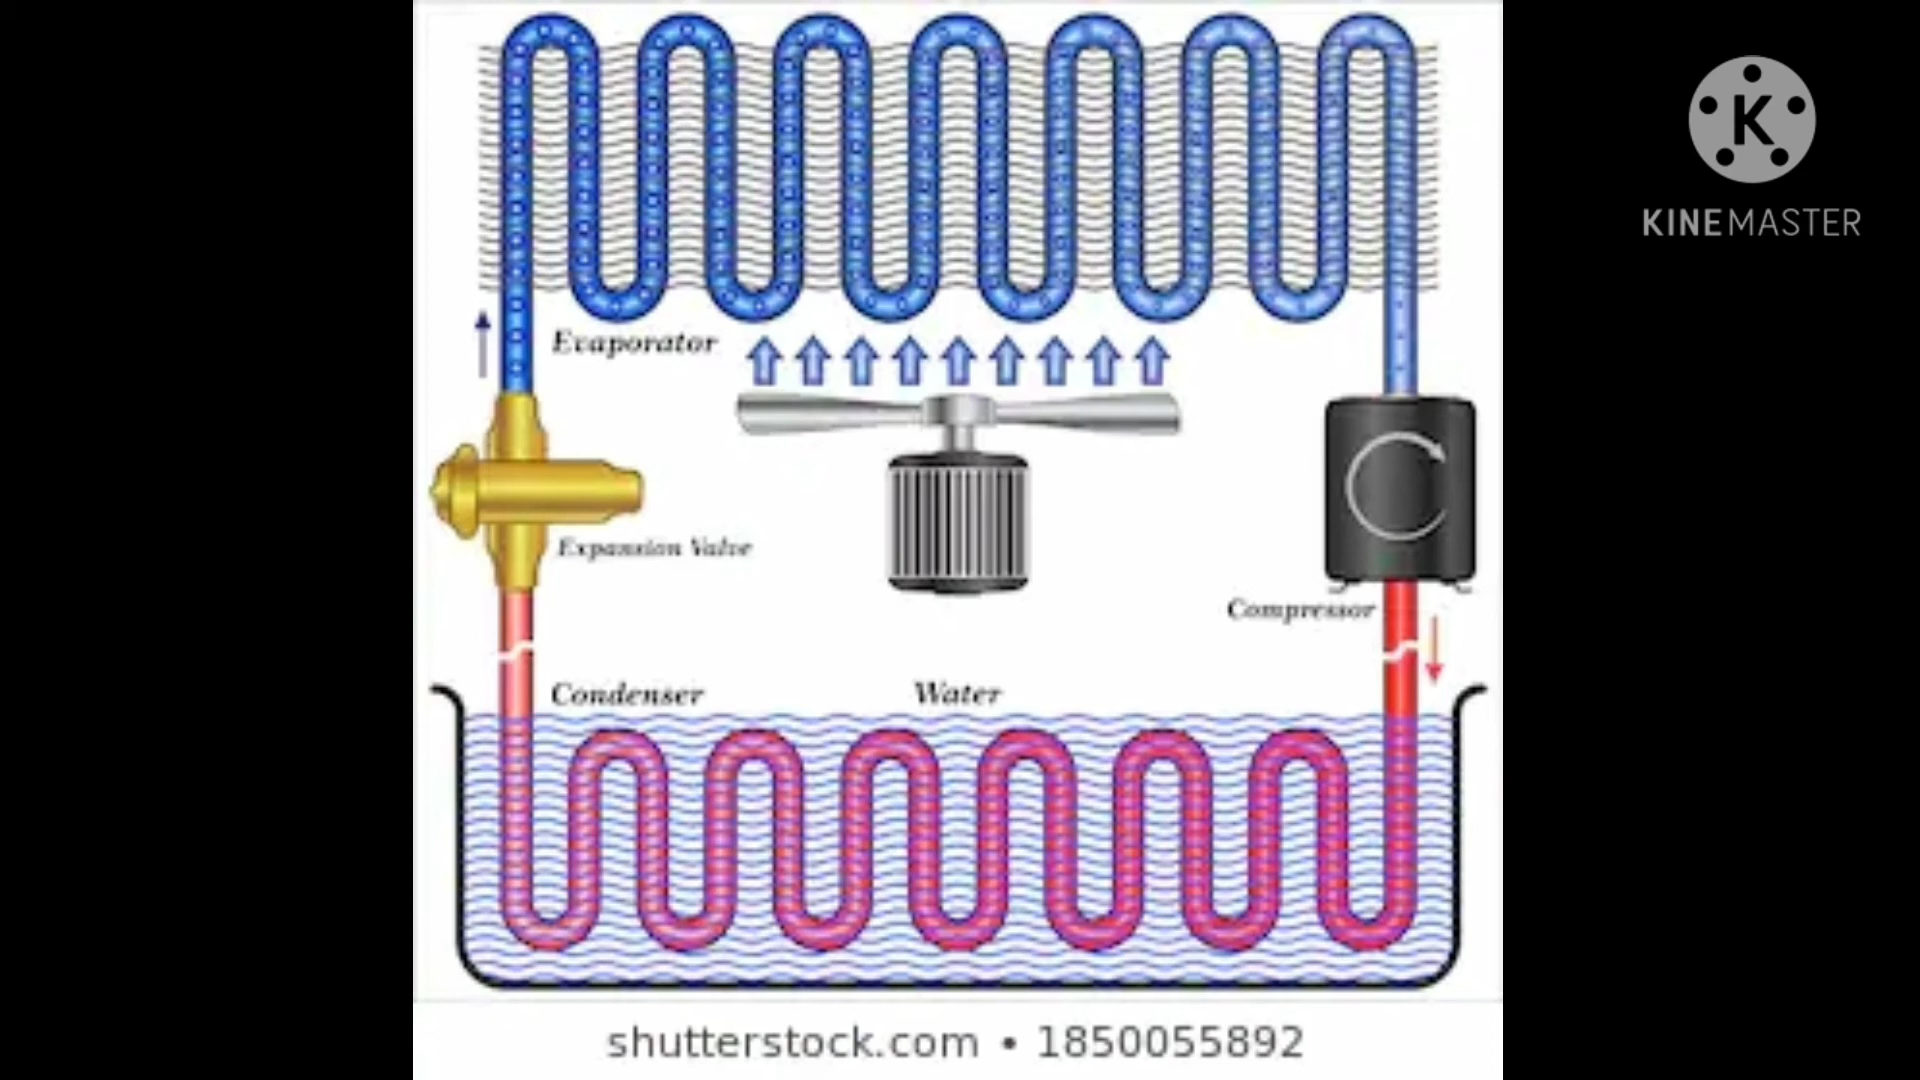 K
KINEMASTER
Evaporator
Expansion Valve
Compressor
Condenser
Water
shutterstock.com • 1850055892